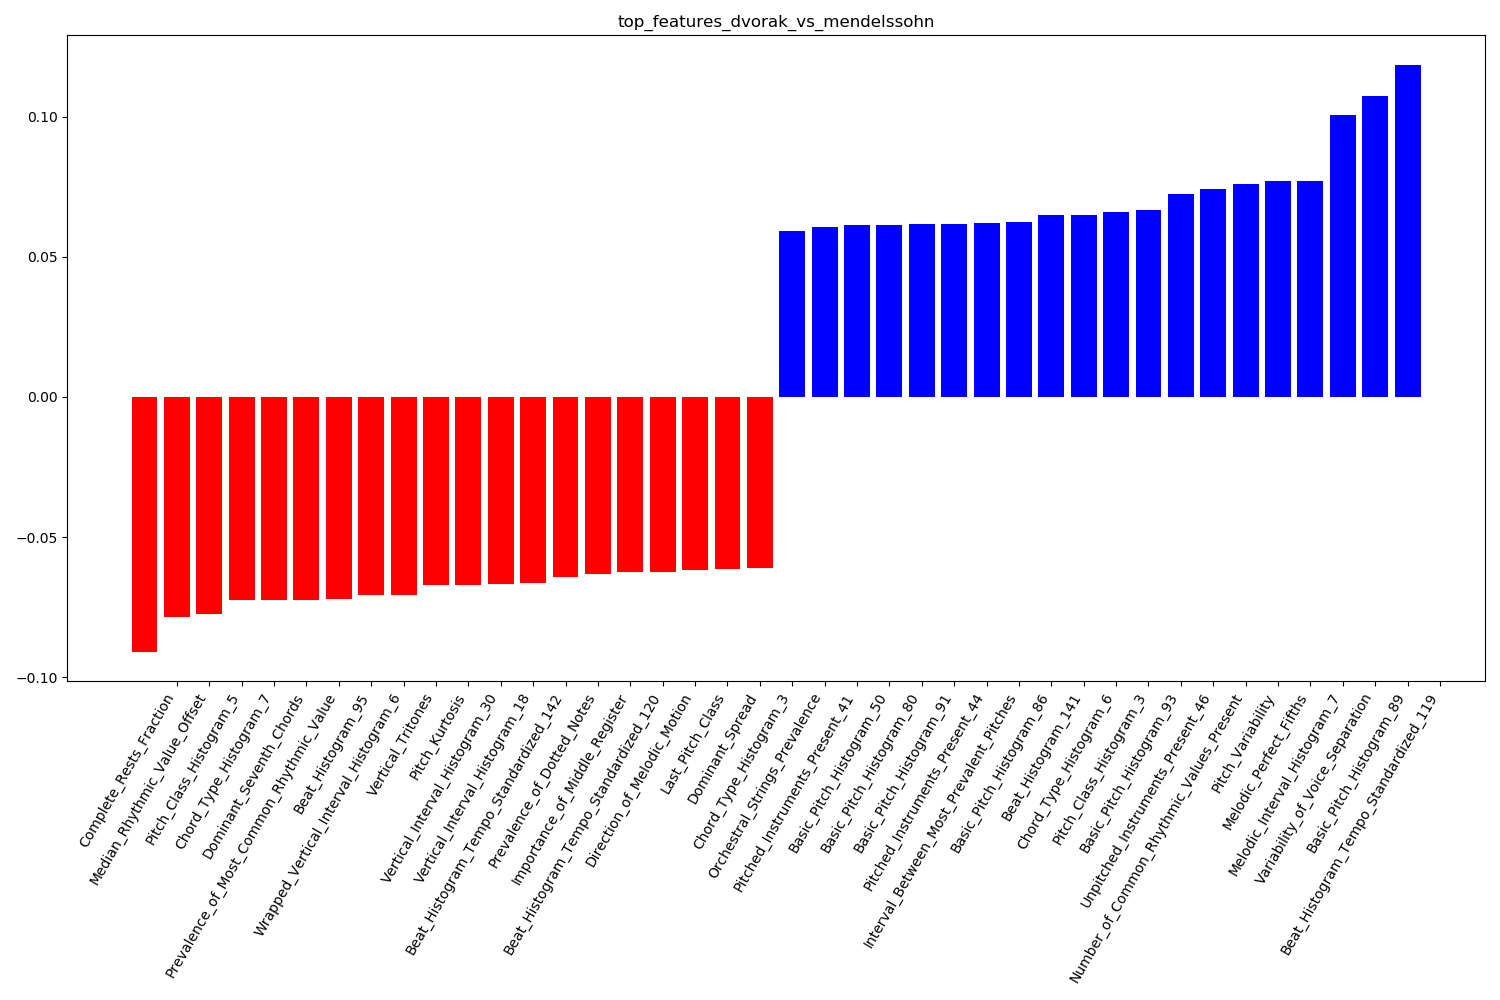 top_features_dvorak_vs_mendelssohn
0.10
0.05
0.00
−0.05
−0.10
Complete_Rests_Fraction
Median_Rhythmic_Value_Offset
Pitch_Class_Histogram_5
Chord_Type_Histogram_7
Dominant_Seventh_Chords
Prevalence_of_Most_Common_Rhythmic_Value
Beat_Histogram_95
Wrapped_Vertical_Interval_Histogram_6
Vertical_Tritones
Pitch_Kurtosis
Vertical_Interval_Histogram_30
Vertical_Interval_Histogram_18
Beat_Histogram_Tempo_Standardized_142
Prevalence_of_Dotted_Notes
Importance_of_Middle_Register
Beat_Histogram_Tempo_Standardized_120
Direction_of_Melodic_Motion
Last_Pitch_Class
Dominant_Spread
Chord_Type_Histogram_3
Orchestral_Strings_Prevalence
Pitched_Instruments_Present_41
Basic_Pitch_Histogram_50
Basic_Pitch_Histogram_80
Basic_Pitch_Histogram_91
Pitched_Instruments_Present_44
Interval_Between_Most_Prevalent_Pitches
Basic_Pitch_Histogram_86
Beat_Histogram_141
Chord_Type_Histogram_6
Pitch_Class_Histogram_3
Basic_Pitch_Histogram_93
Unpitched_Instruments_Present_46
Number_of_Common_Rhythmic_Values_Present
Pitch_Variability
Melodic_Perfect_Fifths
Melodic_Interval_Histogram_7
Variability_of_Voice_Separation
Basic_Pitch_Histogram_89
Beat_Histogram_Tempo_Standardized_119